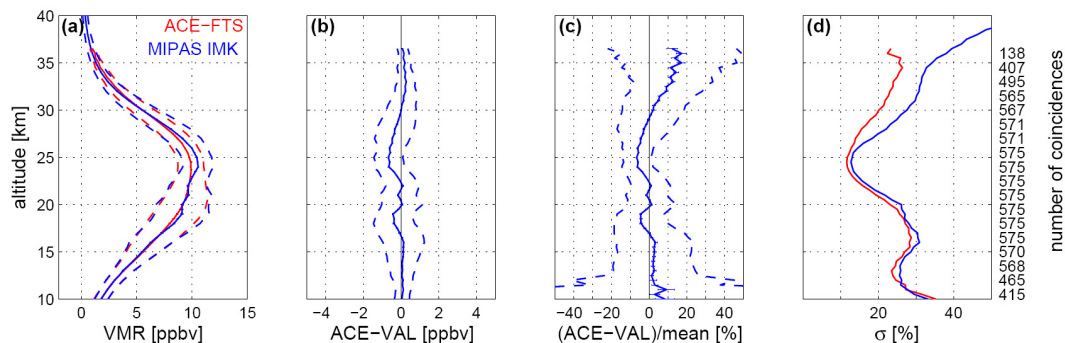 (a) ACE−FTS
MIPAS IMK
(b)
(c)
(d)
40
35
30
25
20
15
10
altitude [km]
0 5 10 15
VMR [ppbv]
−4 −2 0 2 4
ACE−VAL [ppbv]
−40 −20 0 20 40
(ACE−VAL)/mean [%]
20 40
σ [%]
138
407
495
565
567
571
571
575
575
575
575
575
575
570
568
465
415
number of coincidences